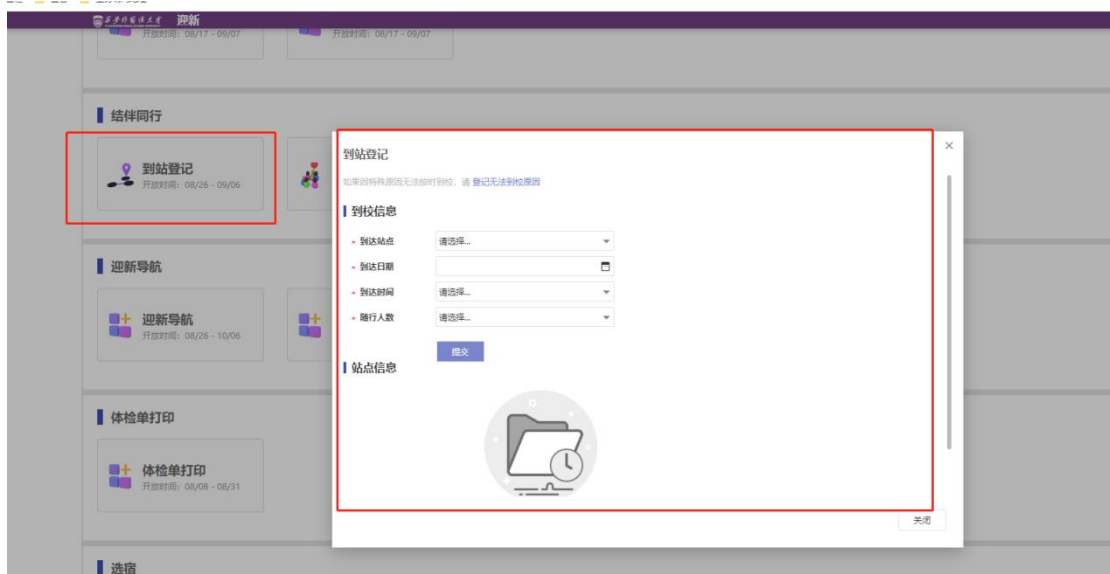 迎新
开放时间：08/17 - 09/07
开放时间：08/17 - 09/07
结伴同行
到站登记
开放时间：08/26 - 09/06
到站登记
如果因特殊原因无法按时到校，请 登记无法到校原因
到校信息
* 到达站点 请选择...
* 到达日期
* 到达时间 请选择...
* 随行人数 请选择...
提交
站点信息
关闭
迎新导航
迎新导航
开放时间：08/26 - 10/06
体检单打印
体检单打印
开放时间：08/08 - 08/31
选宿